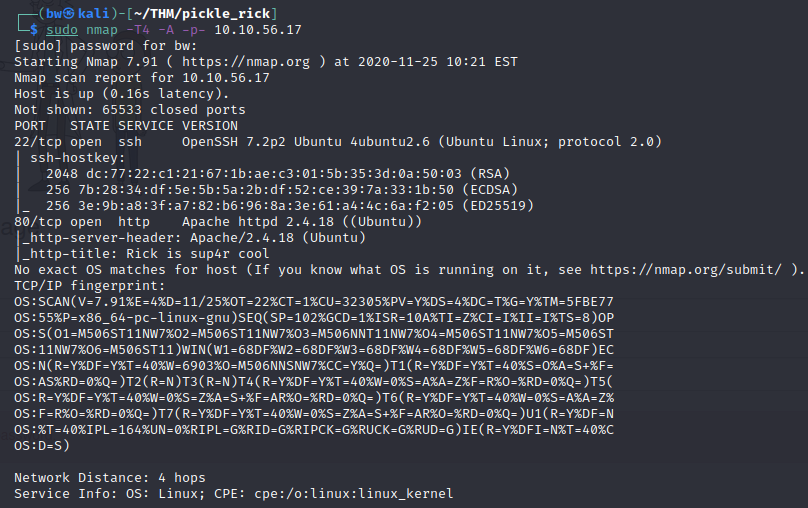 ┌──(bw㉿kali)-[~/THM/pickle_rick]
└─$ sudo nmap -T4 -A -p- 10.10.56.17
[sudo] password for bw:
Starting Nmap 7.91 ( https://nmap.org ) at 2020-11-25 10:21 EST
Nmap scan report for 10.10.56.17
Host is up (0.16s latency).
Not shown: 65533 closed ports
PORT   STATE SERVICE VERSION
22/tcp open  ssh     OpenSSH 7.2p2 Ubuntu 4ubuntu2.6 (Ubuntu Linux; protocol 2.0)
| ssh-hostkey:
|   2048 dc:77:22:c1:21:67:1b:ae:c3:01:5b:35:3d:0a:50:03 (RSA)
|   256 7b:28:34:df:5e:5b:5a:2b:df:52:ce:39:7a:33:1b:50 (ECDSA)
|_  256 3e:9b:a8:3f:a7:82:b6:96:8a:3e:61:a4:4c:6a:f2:05 (ED25519)
80/tcp open  http    Apache httpd 2.4.18 ((Ubuntu))
|_http-server-header: Apache/2.4.18 (Ubuntu)
|_http-title: Rick is sup4r cool
No exact OS matches for host (If you know what OS is running on it, see https://nmap.org/submit/ ).
TCP/IP fingerprint:
OS:SCAN(V=7.91%E=4%D=11/25%OT=22%CT=1%CU=32305%PV=Y%DS=4%DC=T%G=Y%TM=5FBE77
OS:55%P=x86_64-pc-linux-gnu)SEQ(SP=102%GCD=1%ISR=10A%TI=Z%CI=I%II=I%TS=8)OP
OS:S(O1=M506ST11NW7%O2=M506ST11NW7%O3=M506NNT11NW7%O4=M506ST11NW7%O5=M506ST
OS:11NW7%O6=M506ST11)WIN(W1=68DF%W2=68DF%W3=68DF%W4=68DF%W5=68DF%W6=68DF)EC
OS:N(R=Y%DF=Y%T=40%W=6903%O=M506NNSNW7%CC=Y%Q=)T1(R=Y%DF=Y%T=40%S=O%A=S+%F=
OS:AS%RD=0%Q=)T2(R=N)T3(R=N)T4(R=Y%DF=Y%T=40%W=0%S=A%A=Z%F=R%O=%RD=0%Q=)T5(
OS:R=Y%DF=Y%T=40%W=0%S=Z%A=S+%F=AR%O=%RD=0%Q=)T6(R=Y%DF=Y%T=40%W=0%S=A%A=Z%
OS:F=R%O=%RD=0%Q=)T7(R=Y%DF=Y%T=40%W=0%S=Z%A=S+%F=AR%O=%RD=0%Q=)U1(R=Y%DF=N
OS:%T=40%IPL=164%UN=0%RIPL=G%RID=G%RIPCK=G%RUCK=G%RUD=G)IE(R=Y%DFI=N%T=40%C
OS:D=S)
Network Distance: 4 hops
Service Info: OS: Linux; CPE: cpe:/o:linux:linux_kernel